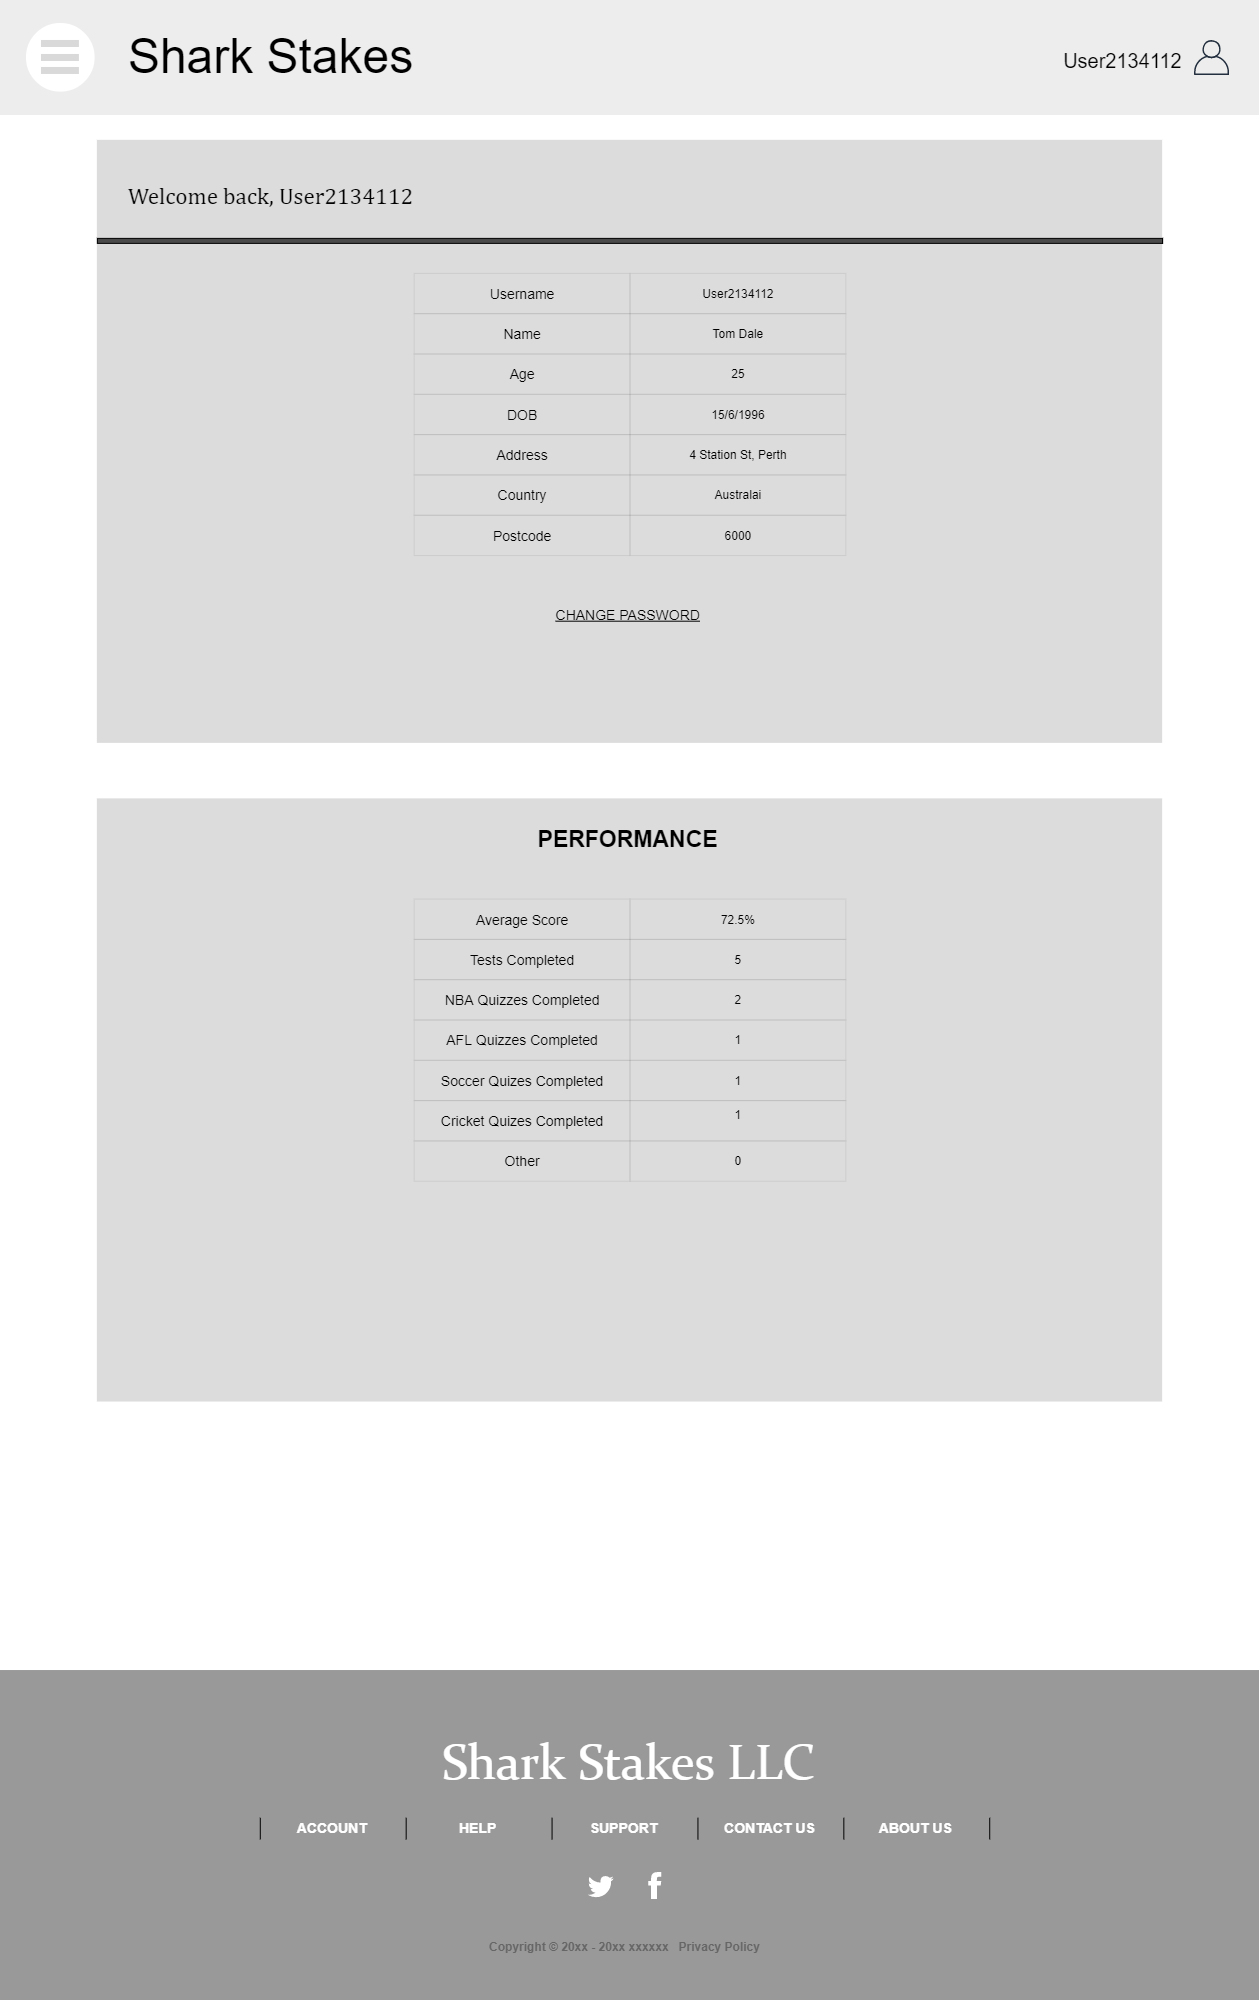 Shark Stakes
User2134112
Welcome back, User2134112
Username User2134112
Name Tom Dale
Age 25
DOB 15/6/1996
Address 4 Station St, Perth
Country Australai
Postcode 6000
CHANGE PASSWORD
PERFORMANCE
Average Score 72.5%
Tests Completed 5
NBA Quizzes Completed 2
AFL Quizzes Completed 1
Soccer Quizes Completed 1
Cricket Quizes Completed 1
Other 0
Shark Stakes LLC
ACCOUNT HELP SUPPORT CONTACT US ABOUT US
Copyright © 20xx - 20xx xxxxxx Privacy Policy